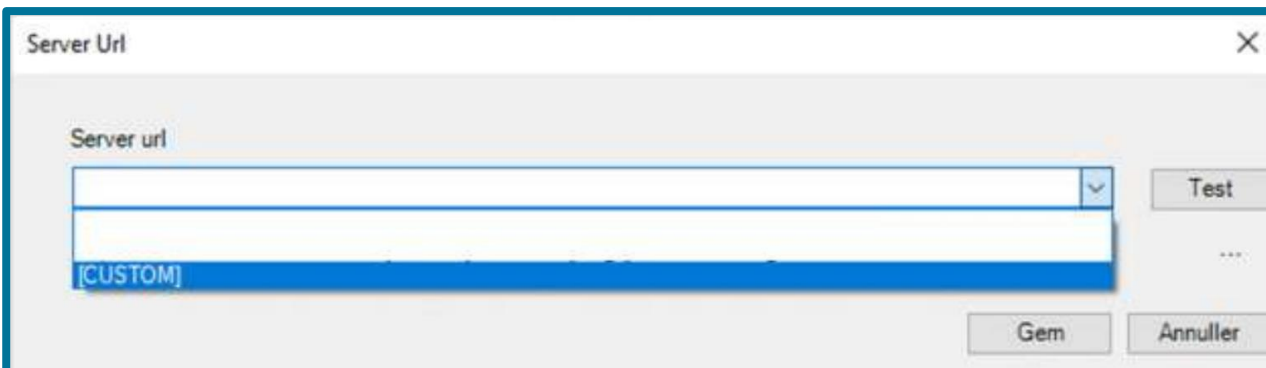 Server Url
Server url
Test
[CUSTOM]
...
Gem
Annuller